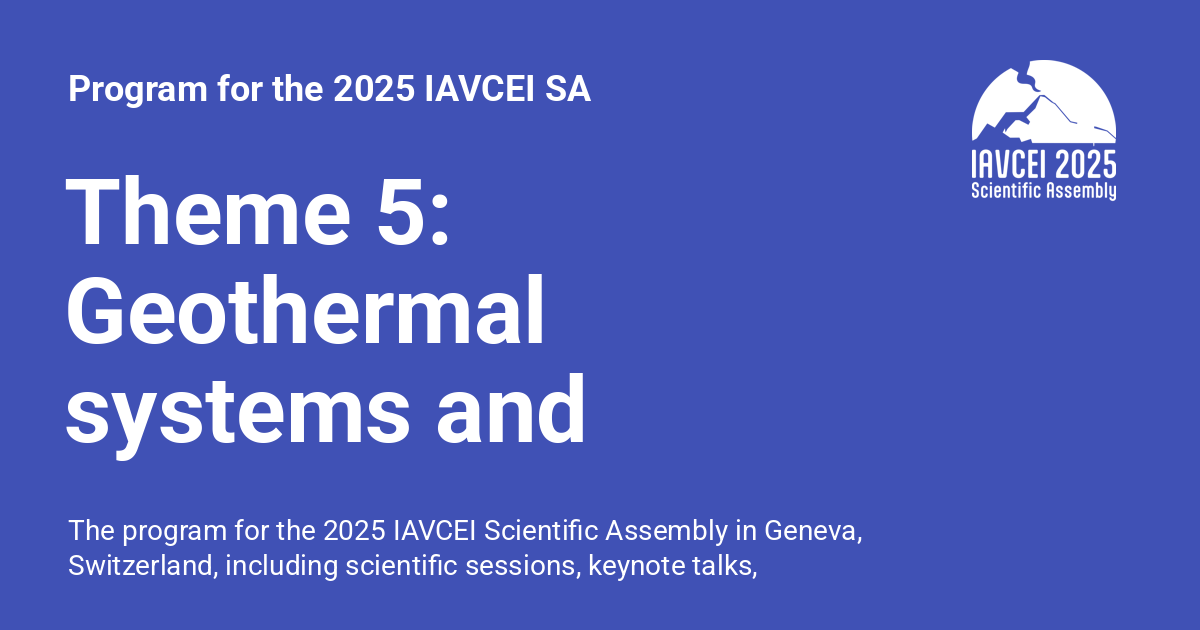 Program for the 2025 IAVCEI SA
IAVCEI 2025
Scientific Assembly
Theme 5:
Geothermal
systems and
The program for the 2025 IAVCEI Scientific Assembly in Geneva,
Switzerland, including scientific sessions, keynote talks,